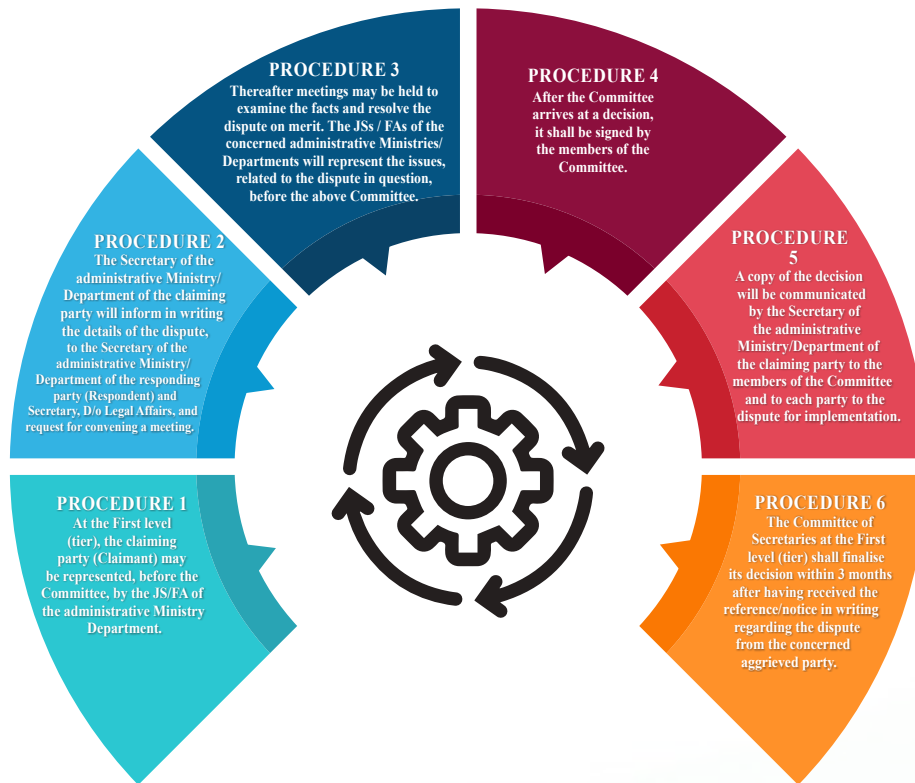 PROCEDURE 1
At the First level
(tier), the claiming
party (Claimant) may
be represented, before the
Committee, by the JS/FA of
the administrative Ministry
Department.
PROCEDURE 2
The Secretary of the
administrative Ministry/
Department of the claiming
party will inform in writing
the details of the dispute,
to the Secretary of the
administrative Ministry/
Department of the responding
party (Respondent) and
Secretary, D/o Legal Affairs, and
request for convening a meeting.
PROCEDURE 3
Thereafter meetings may be held to
examine the facts and resolve the
dispute on merit. The JSs / FAs of the
concerned administrative Ministries/
Departments will represent the issues,
related to the dispute in question,
before the above Committee.
PROCEDURE 4
After the Committee
arrives at a decision,
it shall be signed by
the members of the
Committee.
PROCEDURE
5
A copy of the decision
will be communicated
by the Secretary of
the administrative
Ministry/Department of
the claiming party to the
members of the Committee
and to each party to the
dispute for implementation.
PROCEDURE 6
The Committee of
Secretaries at the First
level (tier) shall finalise
its decision within 3 months
after having received the
reference/notice in writing
regarding the dispute
from the concerned
aggrieved party.